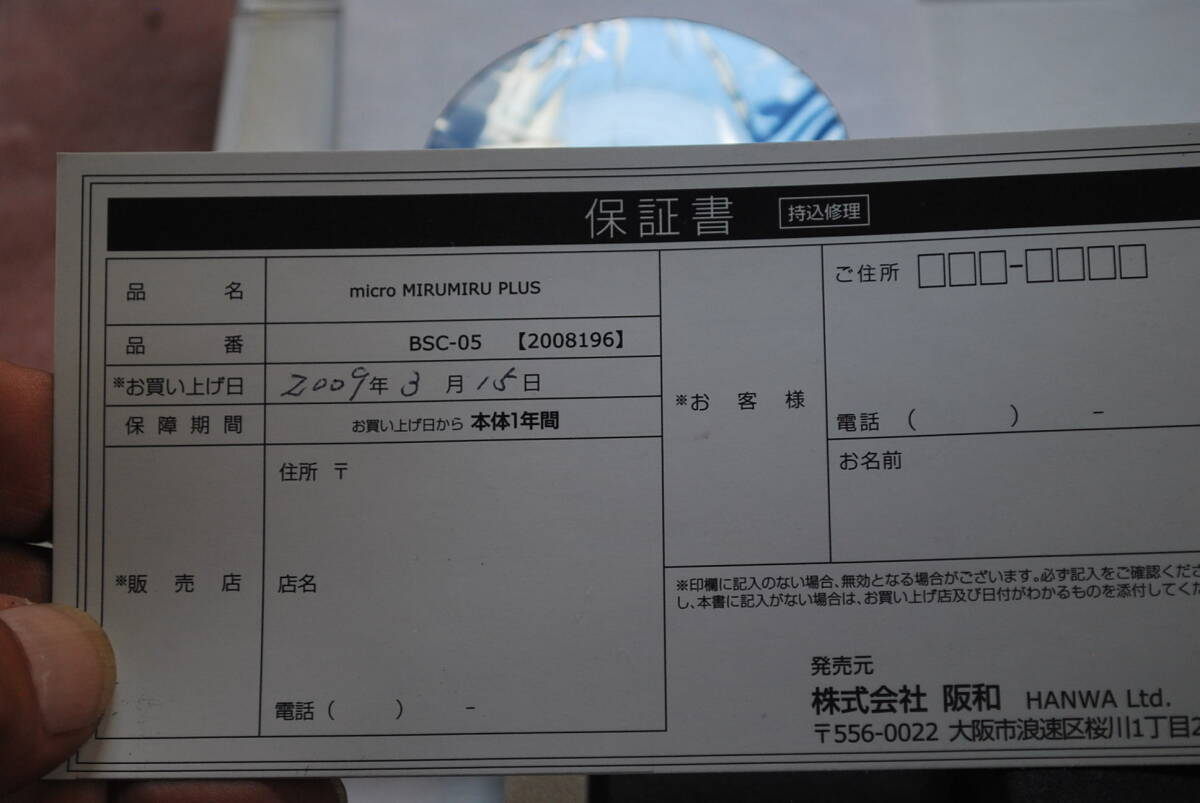 保証書 持込修理
品名 micro MIRUMIRU PLUS
品番 BSC-05 【2008196】
※お買い上げ日 2009年 3月 15日
保障期間 お買い上げ日から 本体1年間
※販売店
住所 〒
店名
電話 ( ) -
※お客様
ご住所 □□□-□□□□
電話 ( ) -
お名前
※印欄に記入のない場合、無効となる場合がございます。必ず記入をご確認くださ
し、本書に記入がない場合は、お買い上げ店及び日付がわかるものを添付してくだ
発売元
株式会社 阪和 HANWA Ltd.
〒556-0022 大阪市浪速区桜川1丁目2